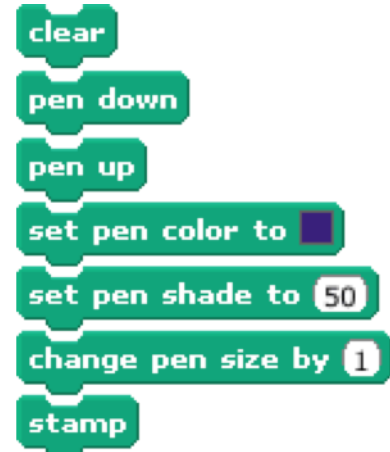 clear
pen down
pen up
set pen color to
set pen shade to 50
change pen size by 1
stamp